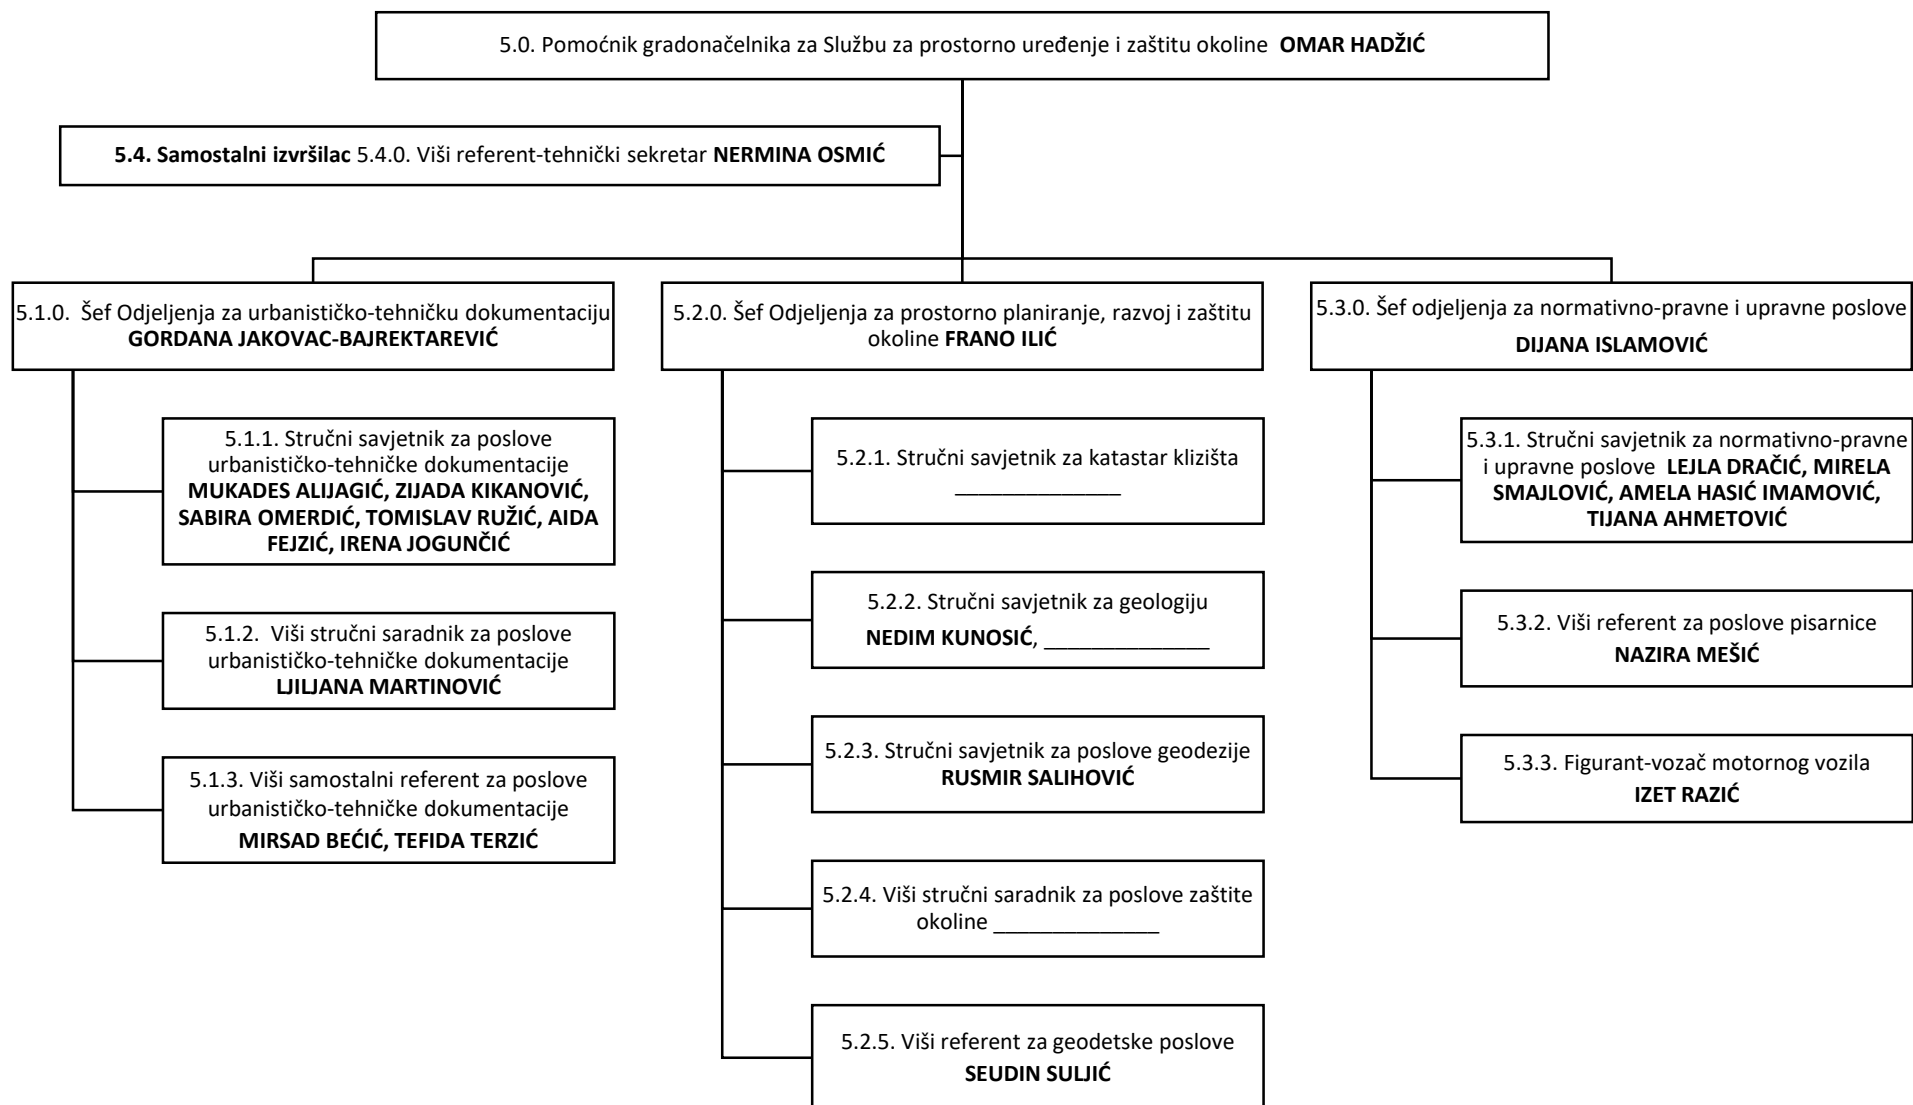 5.0. Pomoćnik gradonačelnika za Službu za prostorno uređenje i zaštitu okoline OMAR HADŽIĆ
5.4. Samostalni izvršilac 5.4.0. Viši referent-tehnički sekretar NERMINA OSMIĆ
5.1.0. Šef Odjeljenja za urbanističko-tehničku dokumentaciju
GORDANA JAKOVAC-BAJREKTAREVIĆ
5.1.1. Stručni savjetnik za poslove
urbanističko-tehničke dokumentacije
MUKADES ALIJAGIĆ, ZIJADA KIKANOVIĆ,
SABIRA OMERDIĆ, TOMISLAV RUŽIĆ, AIDA
FEJZIĆ, IRENA JOGUNČIĆ
5.1.2. Viši stručni saradnik za poslove
urbanističko-tehničke dokumentacije
LJILJANA MARTINOVIĆ
5.1.3. Viši samostalni referent za poslove
urbanističko-tehničke dokumentacije
MIRSAD BEĆIĆ, TEFIDA TERZIĆ
5.2.0. Šef Odjeljenja za prostorno planiranje, razvoj i zaštitu
okoline FRANO ILIĆ
5.2.1. Stručni savjetnik za katastar klizišta
______________
5.2.2. Stručni savjetnik za geologiju
NEDIM KUNOSIĆ, ______________
5.2.3. Stručni savjetnik za poslove geodezije
RUSMIR SALIHOVIĆ
5.2.4. Viši stručni saradnik za poslove zaštite
okoline ______________
5.2.5. Viši referent za geodetske poslove
SEUDIN SULJIĆ
5.3.0. Šef odjeljenja za normativno-pravne i upravne poslove
DIJANA ISLAMOVIĆ
5.3.1. Stručni savjetnik za normativno-pravne
i upravne poslove LEJLA DRAČIĆ, MIRELA
SMAJLOVIĆ, AMELA HASIĆ IMAMOVIĆ,
TIJANA AHMETOVIĆ
5.3.2. Viši referent za poslove pisarnice
NAZIRA MEŠIĆ
5.3.3. Figurant-vozač motornog vozila
IZET RAZIĆ